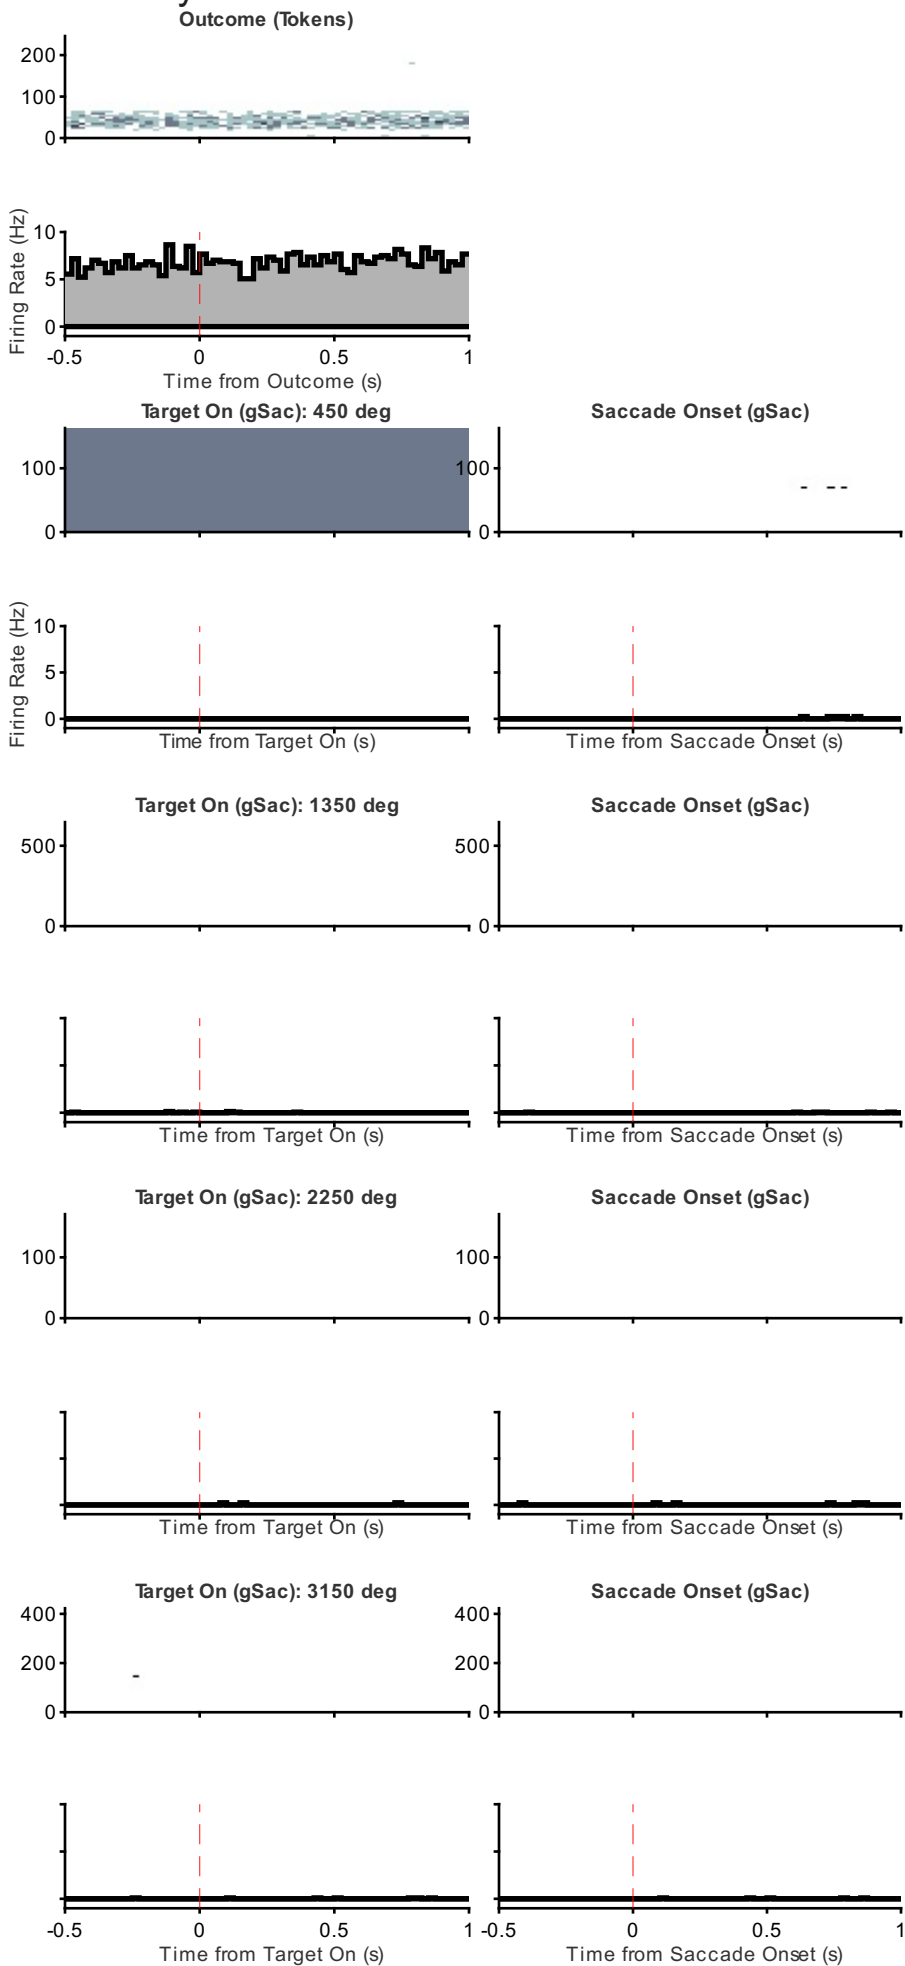 Outcome (Tokens)
200
100
0
Firing Rate (Hz)
10
5
0
-0.5 0 0.5 1
Time from Outcome (s)
Target On (gSac): 450 deg Saccade Onset (gSac)
100 100
0 0
Firing Rate (Hz)
10
5
0
Time from Target On (s) Time from Saccade Onset (s)
Target On (gSac): 1350 deg Saccade Onset (gSac)
500 500
0 0
Time from Target On (s) Time from Saccade Onset (s)
Target On (gSac): 2250 deg Saccade Onset (gSac)
100 100
0 0
Time from Target On (s) Time from Saccade Onset (s)
Target On (gSac): 3150 deg Saccade Onset (gSac)
400 400
200 200
0 0
-0.5 0 0.5 1 -0.5 0 0.5 1
Time from Target On (s) Time from Saccade Onset (s)